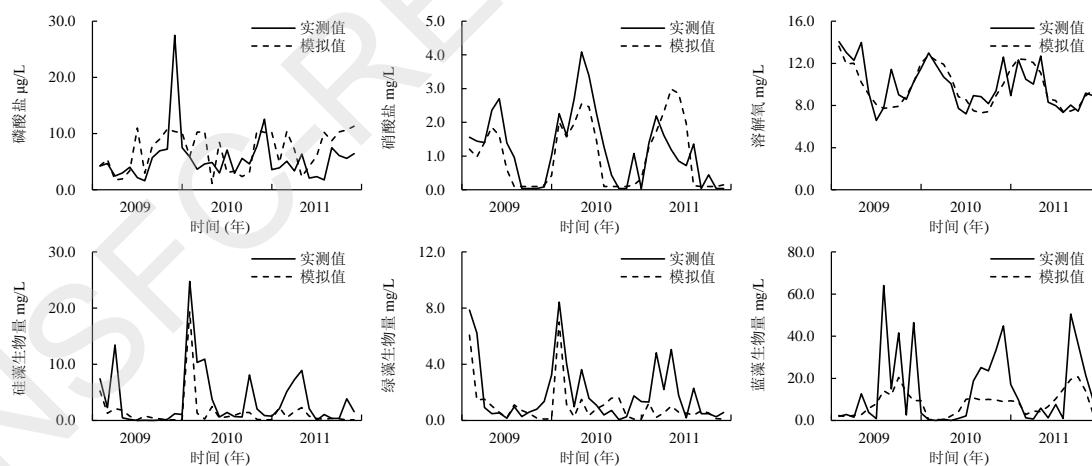 30.0 20.0 10.0 0.0
磷酸盐 μg/L
实测值
模拟值
2009 2010 2011
时间 (年)
5.0 4.0 3.0 2.0 1.0 0.0
硝酸盐 mg/L
实测值
模拟值
2009 2010 2011
时间 (年)
16.0 12.0 8.0 4.0 0.0
溶解氧 mg/L
实测值
模拟值
2009 2010 2011
时间 (年)
30.0 20.0 10.0 0.0
硅藻生物量 mg/L
实测值
模拟值
2009 2010 2011
时间 (年)
12.0 8.0 4.0 0.0
绿藻生物量 mg/L
实测值
模拟值
2009 2010 2011
时间 (年)
80.0 60.0 40.0 20.0 0.0
蓝藻生物量 mg/L
实测值
模拟值
2009 2010 2011
时间 (年)
NSFC-RE